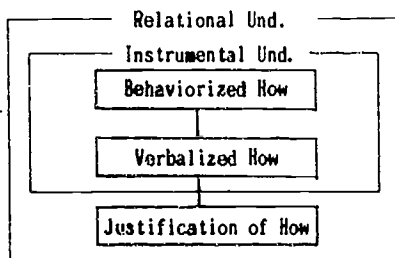 Relational Und.
Instrumental Und.
Behaviorized How
Verbalized How
Justification of How